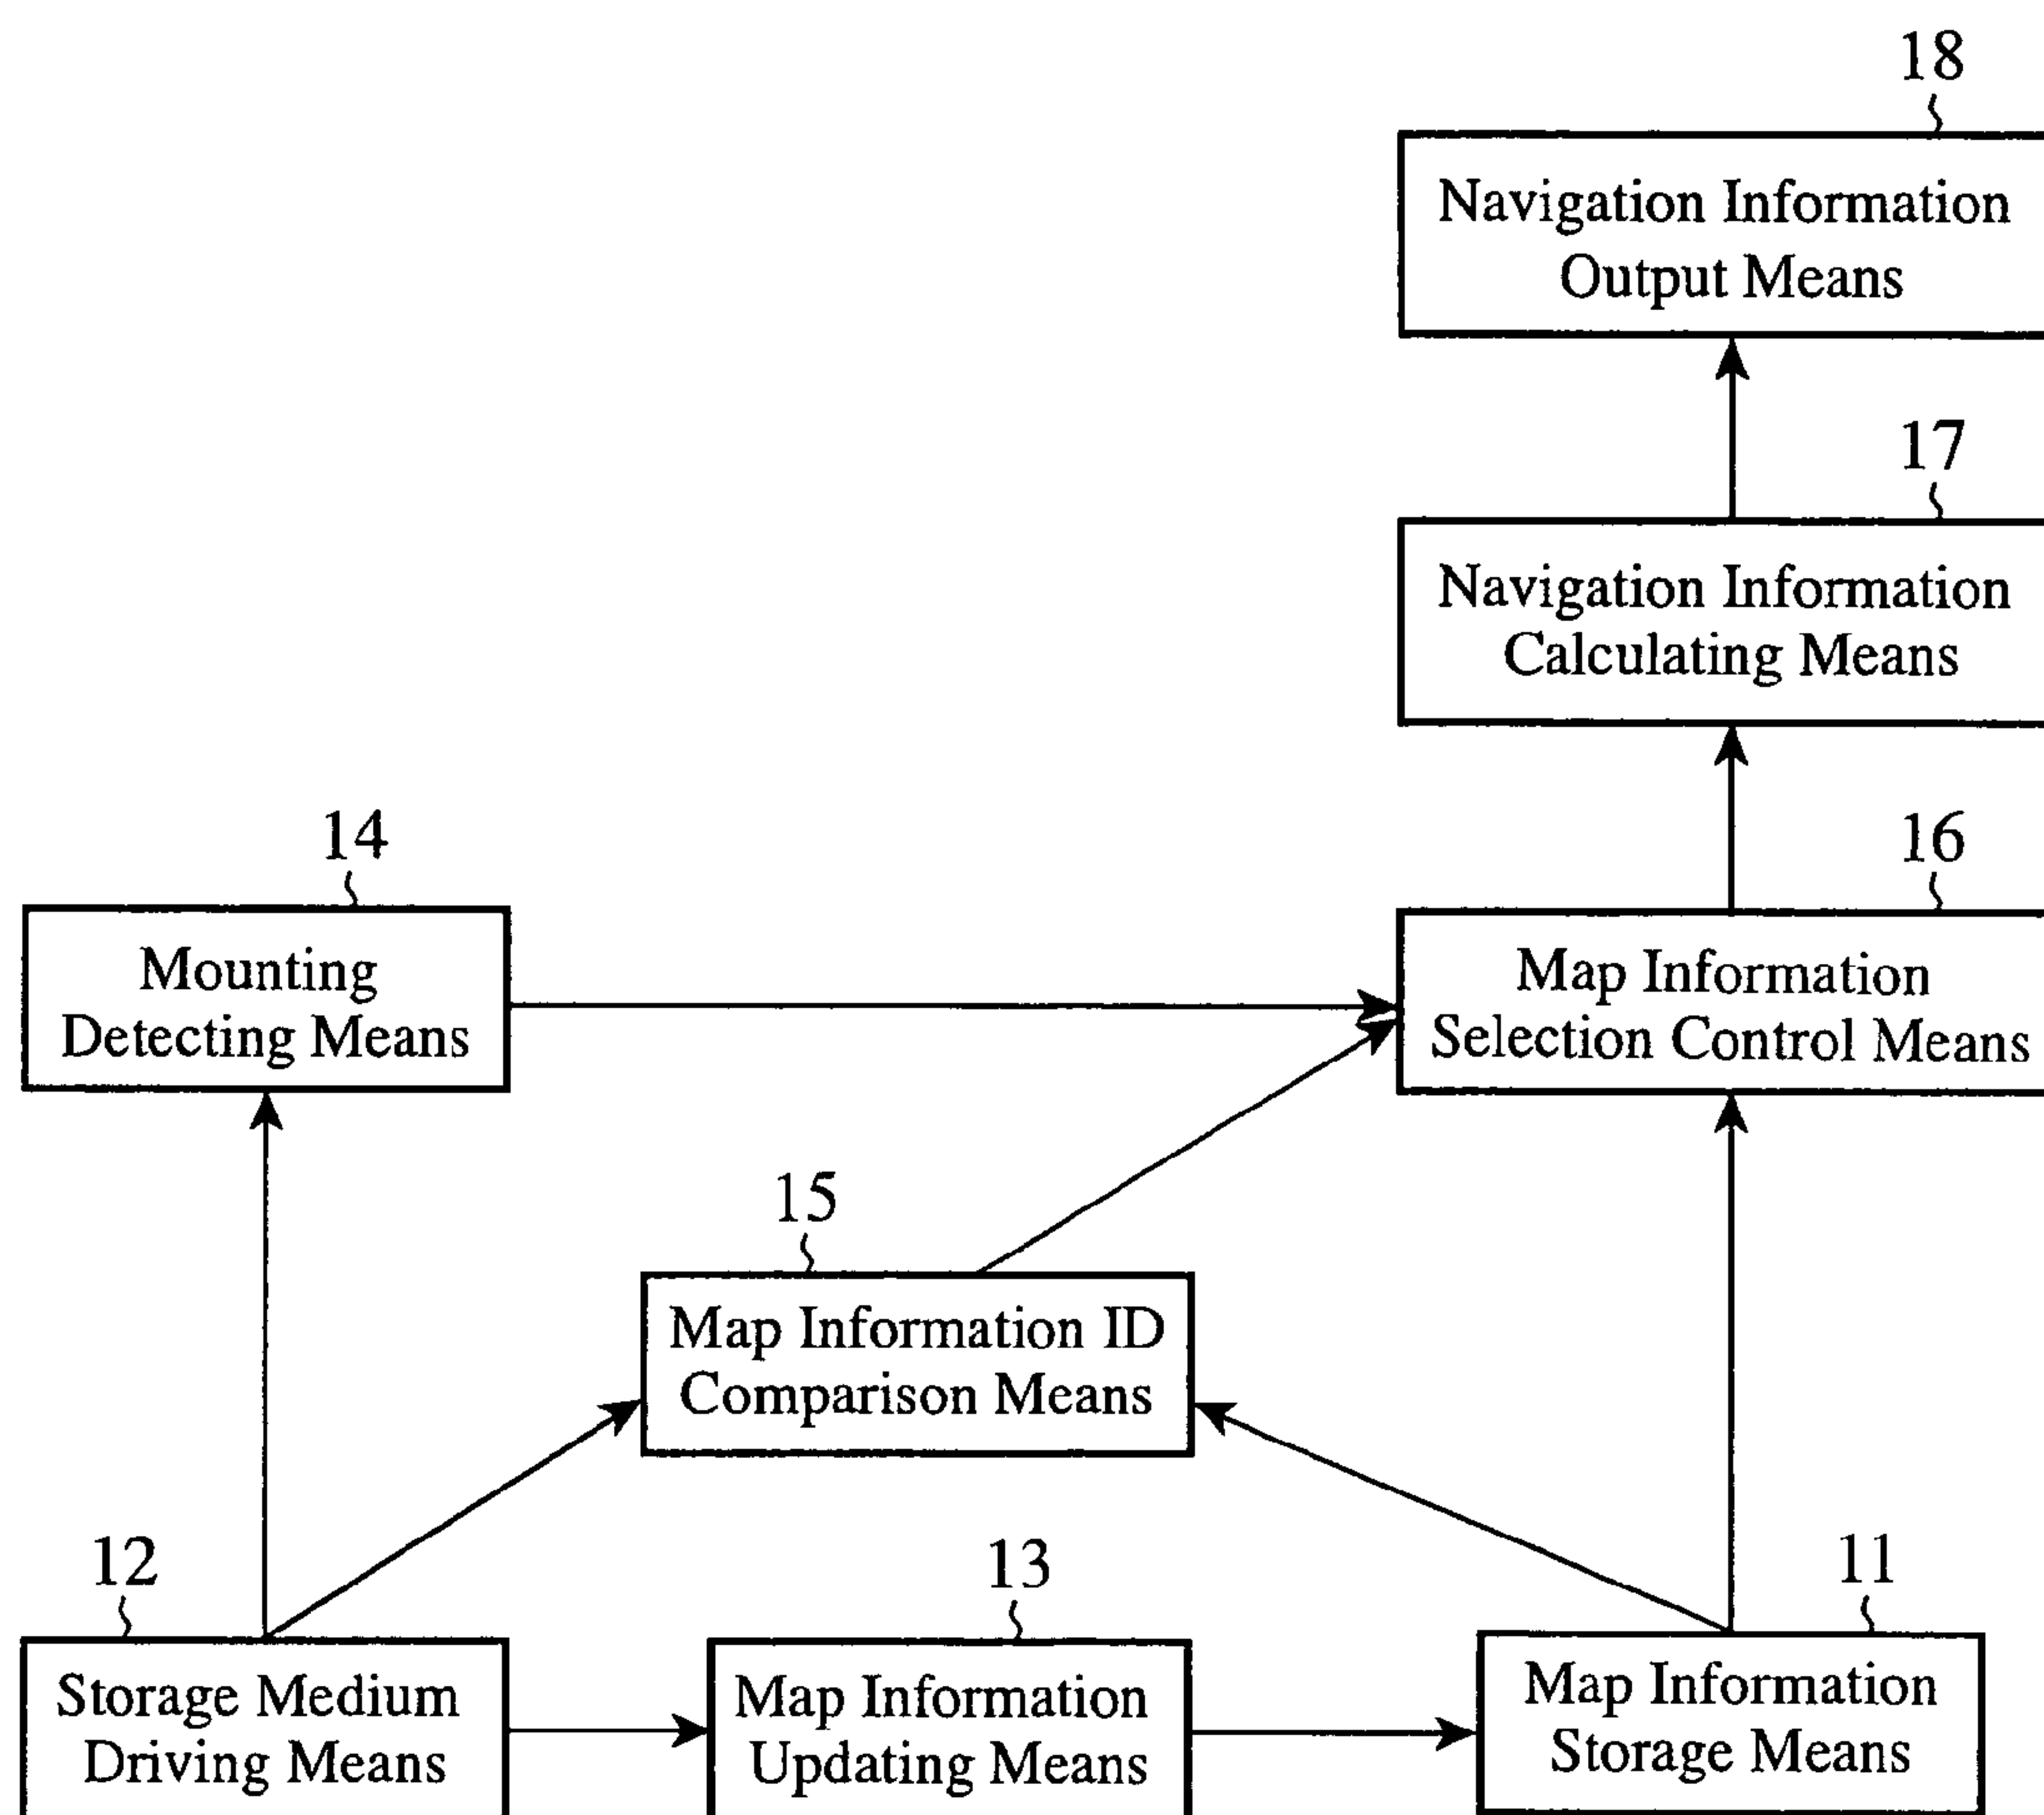 18
Navigation Information
Output Means
17
Navigation Information
Calculating Means
14
16
Mounting
Detecting Means
Map Information
Selection Control Means
15
Map Information ID
Comparison Means
12
13
11
Storage Medium
Driving Means
Map Information
Updating Means
Map Information
Storage Means